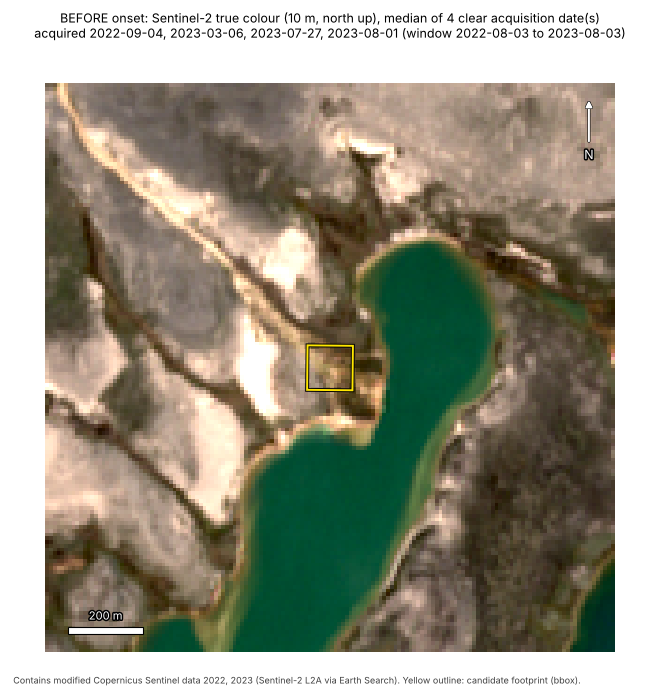 BEFORE onset: Sentinel-2 true colour (10 m, north up), median of 4 clear acquisition date(s)
acquired 2022-09-04, 2023-03-06, 2023-07-27, 2023-08-01 (window 2022-08-03 to 2023-08-03)
N
200 m
Contains modified Copernicus Sentinel data 2022, 2023 (Sentinel-2 L2A via Earth Search). Yellow outline: candidate footprint (bbox).